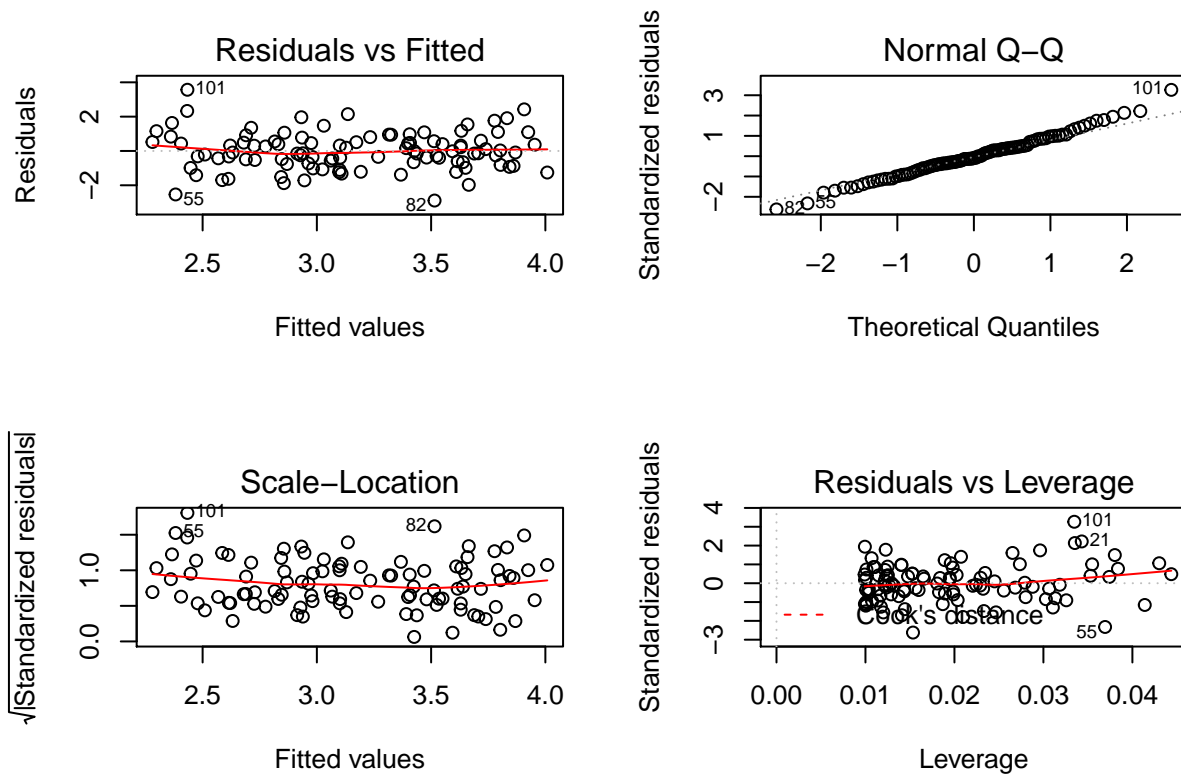 Residuals vs Fitted
Residuals
2
−2
101
55
82
2.5 3.0 3.5 4.0
Fitted values
Normal Q−Q
Standardized residuals
3
1
−2
101
82
55
−2 −1 0 1 2
Theoretical Quantiles
Scale−Location
√|Standardized residuals|
1.0
0.0
101
55
82
2.5 3.0 3.5 4.0
Fitted values
Residuals vs Leverage
Standardized residuals
4
2
0
−3
101
21
Cook's distance
55
0.00 0.01 0.02 0.03 0.04
Leverage